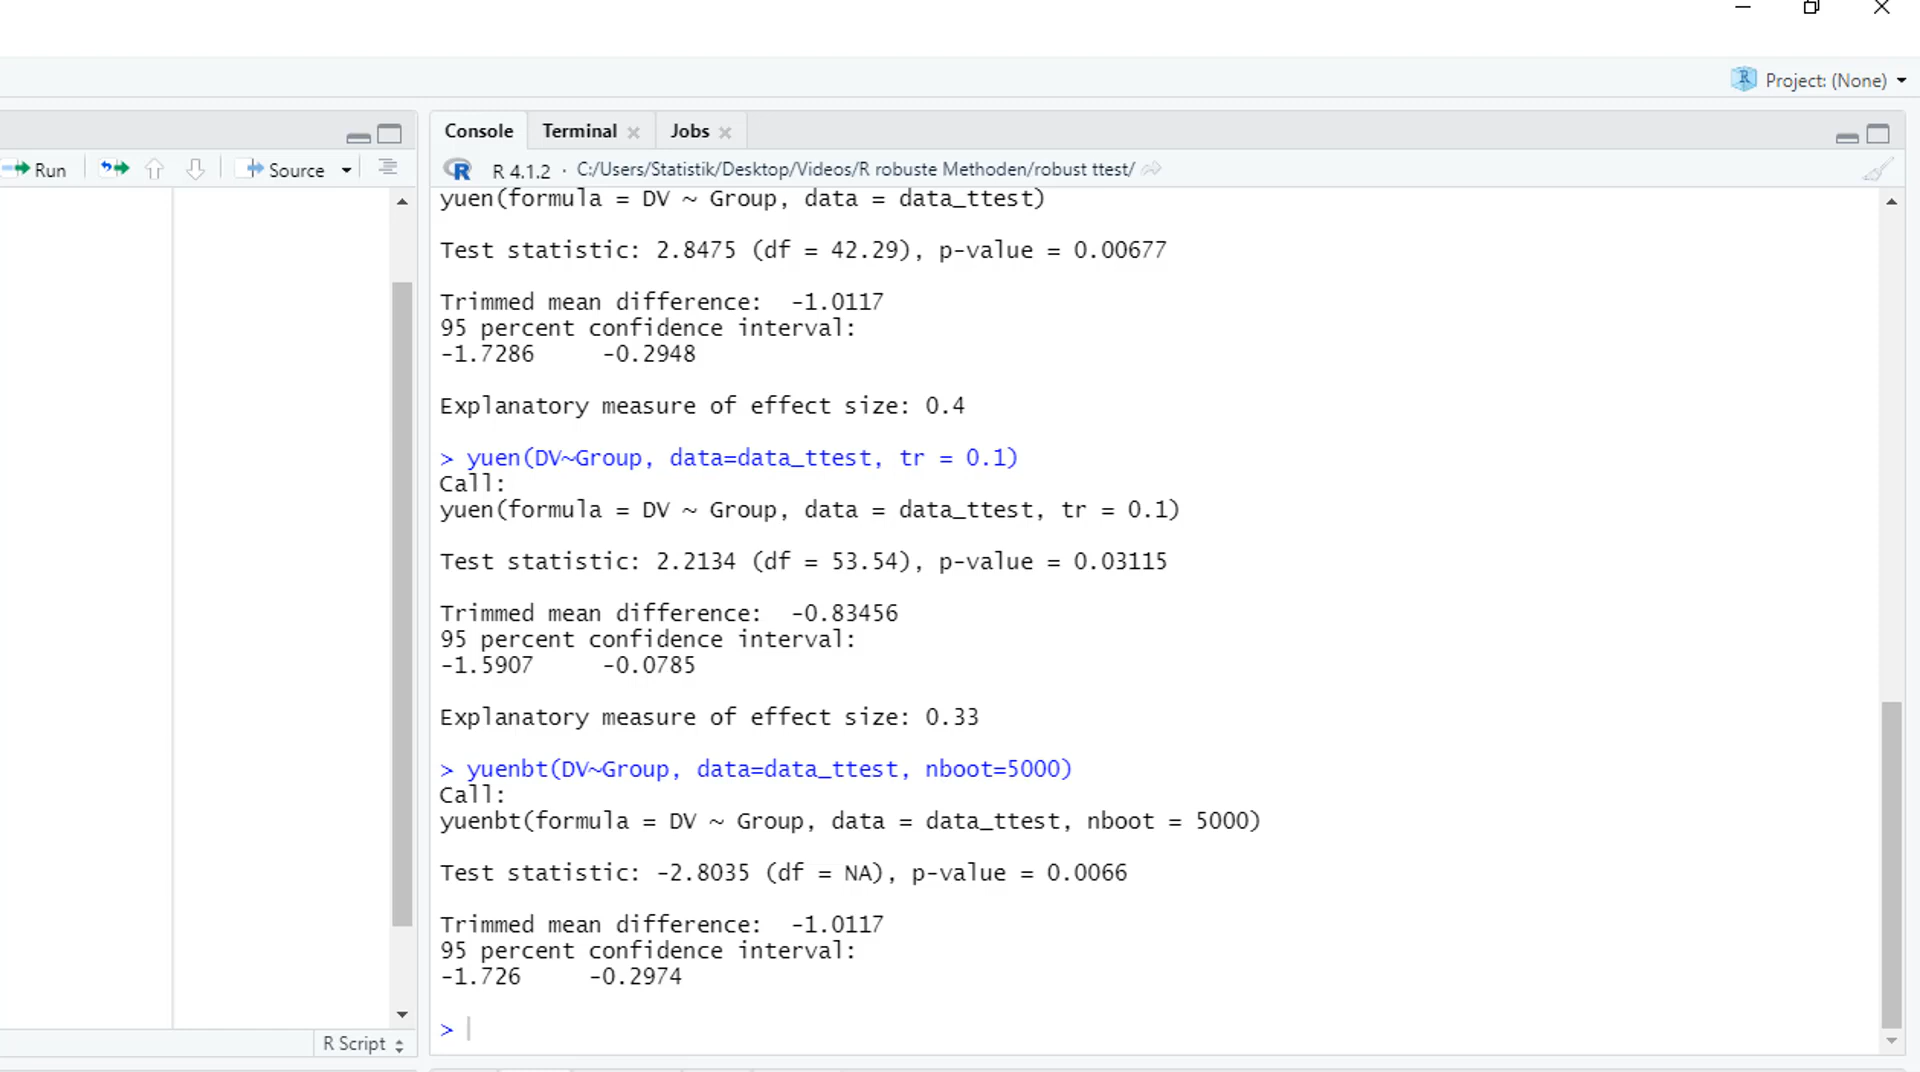 Project: (None)
Console Terminal Jobs
Run Source
R 4.1.2 · C:/Users/Statistik/Desktop/Videos/R robuste Methoden/robust ttest/
yuen(formula = DV ~ Group, data = data_ttest)
Test statistic: 2.8475 (df = 42.29), p-value = 0.00677
Trimmed mean difference:  -1.0117
95 percent confidence interval:
-1.7286     -0.2948
Explanatory measure of effect size: 0.4
> yuen(DV~Group, data=data_ttest, tr = 0.1)
Call:
yuen(formula = DV ~ Group, data = data_ttest, tr = 0.1)
Test statistic: 2.2134 (df = 53.54), p-value = 0.03115
Trimmed mean difference:  -0.83456
95 percent confidence interval:
-1.5907     -0.0785
Explanatory measure of effect size: 0.33
> yuenbt(DV~Group, data=data_ttest, nboot=5000)
Call:
yuenbt(formula = DV ~ Group, data = data_ttest, nboot = 5000)
Test statistic: -2.8035 (df = NA), p-value = 0.0066
Trimmed mean difference:  -1.0117
95 percent confidence interval:
-1.726     -0.2974
>
R Script